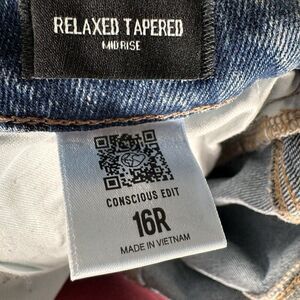 RELAXED TAPERED
MID RISE
CONSCIOUS EDIT
16R
MADE IN VIETNAM